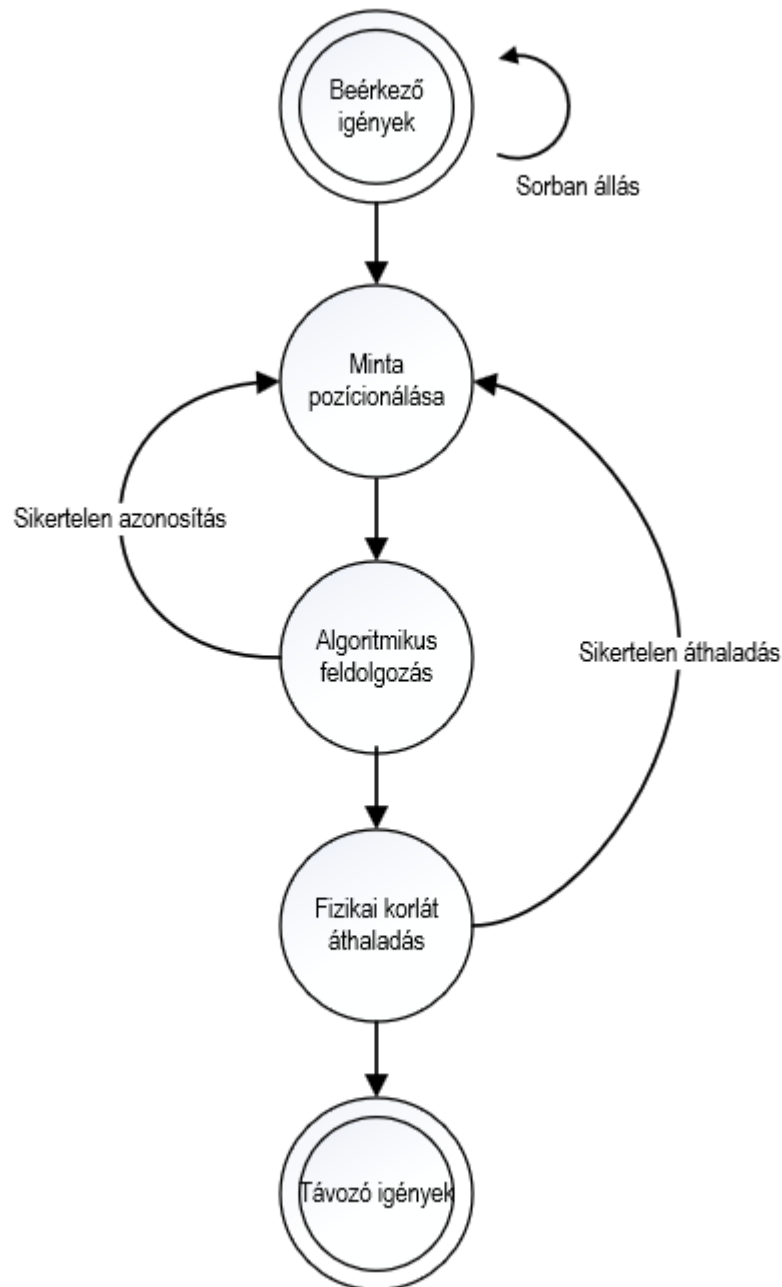 Beérkező
igények
Sorban állás
Minta
pozícionálása
Sikertelen azonosítás
Algoritmikus
feldolgozás
Sikertelen áthaladás
Fizikai korlát
áthaladás
Távozó igények